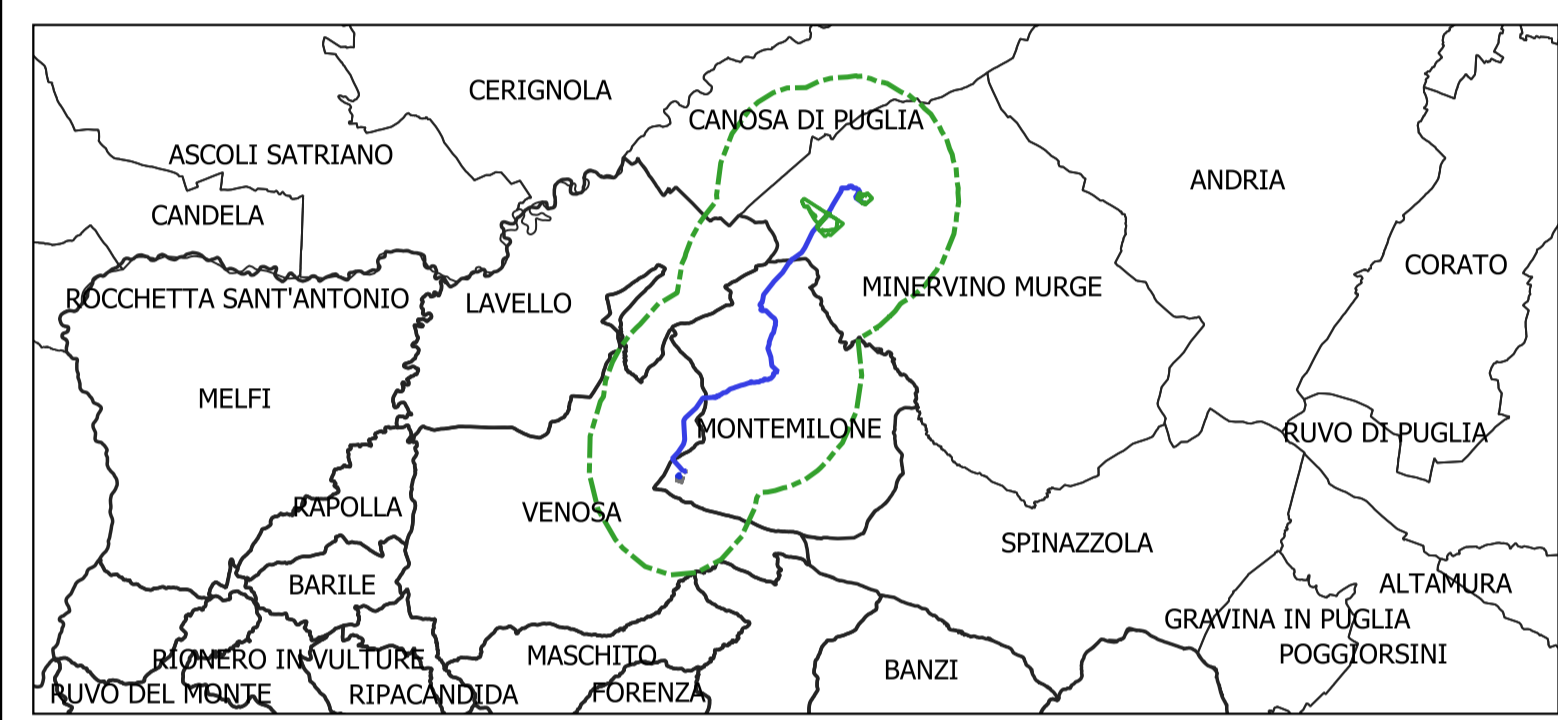 CERIGNOLA
CANOSA DI PUGLIA
ASCOLI SATRIANO
ANDRIA
CANDELA
CORATO
MINERVINO MURGE
ROCCHETTA SANT'ANTONIO
LAVELLO
MELFI
MONTEMILONE
RUVO DI PUGLIA
RAPOLLA
VENOSA
SPINAZZOLA
BARILE
ALTAMURA
GRAVINA IN PUGLIA
POGGIORSINI
MASCHITO
RIONERO IN VULTURE
BANZI
RUVO DEL MONTE
RIPACANDIDA
FORENZA